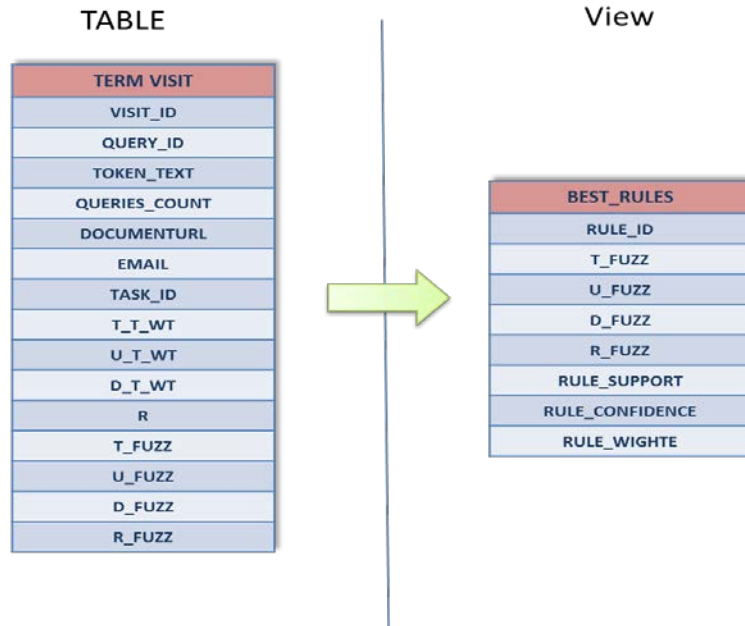 TABLE
TERM VISIT
VISIT_ID
QUERY_ID
TOKEN_TEXT
QUERIES_COUNT
DOCUMENTURL
EMAIL
TASK_ID
T_T_WT
U_T_WT
D_T_WT
R
T_FUZZ
U_FUZZ
D_FUZZ
R_FUZZ
View
BEST_RULES
RULE_ID
T_FUZZ
U_FUZZ
D_FUZZ
R_FUZZ
RULE_SUPPORT
RULE_CONFIDENCE
RULE_WIGHTE